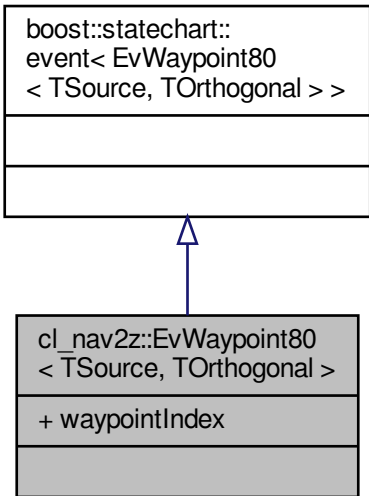 boost::statechart::
event< EvWaypoint80
< TSource, TOrthogonal > >
cl_nav2z::EvWaypoint80
< TSource, TOrthogonal >
+ waypointIndex